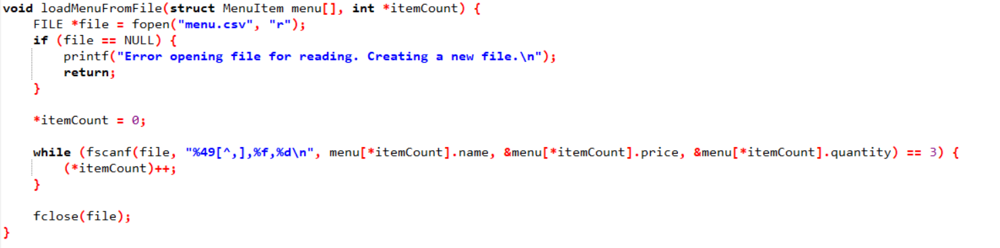 void loadMenuFromFile(struct MenuItem menu[], int *itemCount) {
    FILE *file = fopen("menu.csv", "r");
    if (file == NULL) {
        printf("Error opening file for reading. Creating a new file.\n");
        return;
    }

    *itemCount = 0;

    while (fscanf(file, "%49[^,],%f,%d\n", menu[*itemCount].name, &menu[*itemCount].price, &menu[*itemCount].quantity) == 3) {
        (*itemCount)++;
    }

    fclose(file);
}